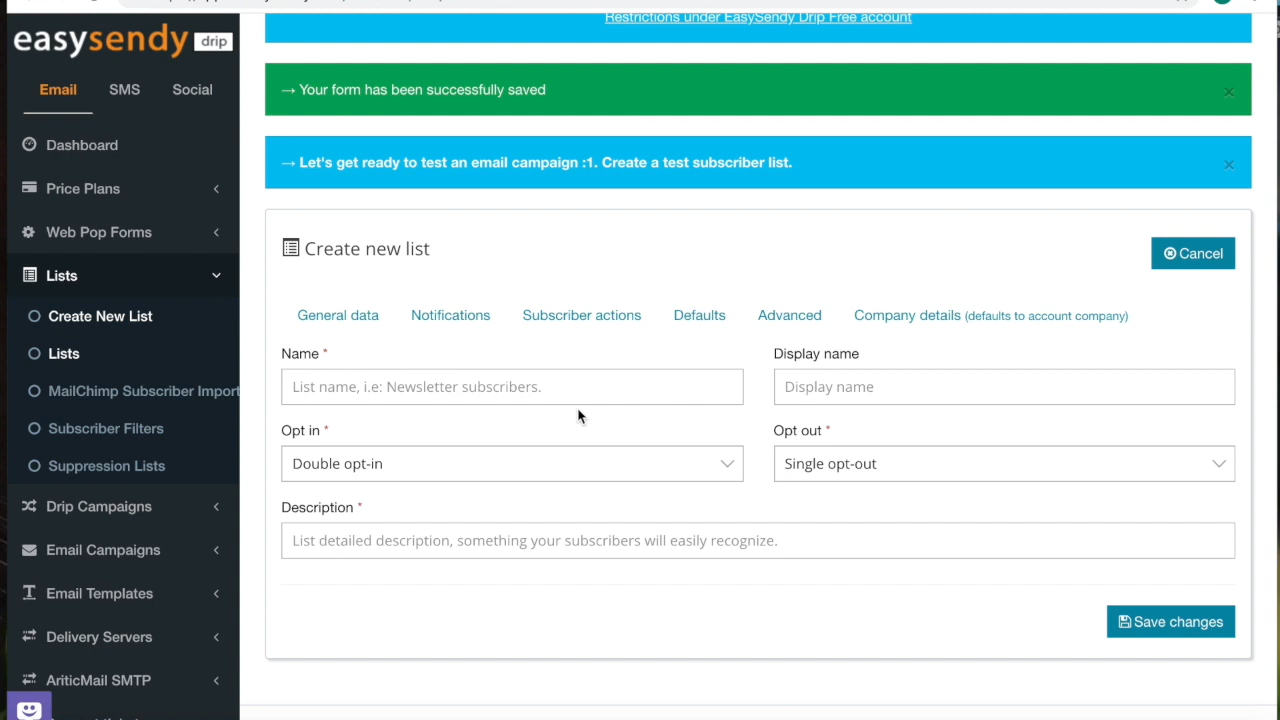 Restrictions under EasySendy Drip Free account
easysendy drip
Email SMS Social
Dashboard
Price Plans
Web Pop Forms
Lists
Create New List
Lists
MailChimp Subscriber Import
Subscriber Filters
Suppression Lists
Drip Campaigns
Email Campaigns
Email Templates
Delivery Servers
AriticMail SMTP
→ Your form has been successfully saved ×
→ Let's get ready to test an email campaign :1. Create a test subscriber list. ×
Create new list
Cancel
General data Notifications Subscriber actions Defaults Advanced Company details (defaults to account company)
Name * Display name
List name, i.e: Newsletter subscribers. Display name
Opt in * Opt out *
Double opt-in Single opt-out
Description *
List detailed description, something your subscribers will easily recognize.
Save changes